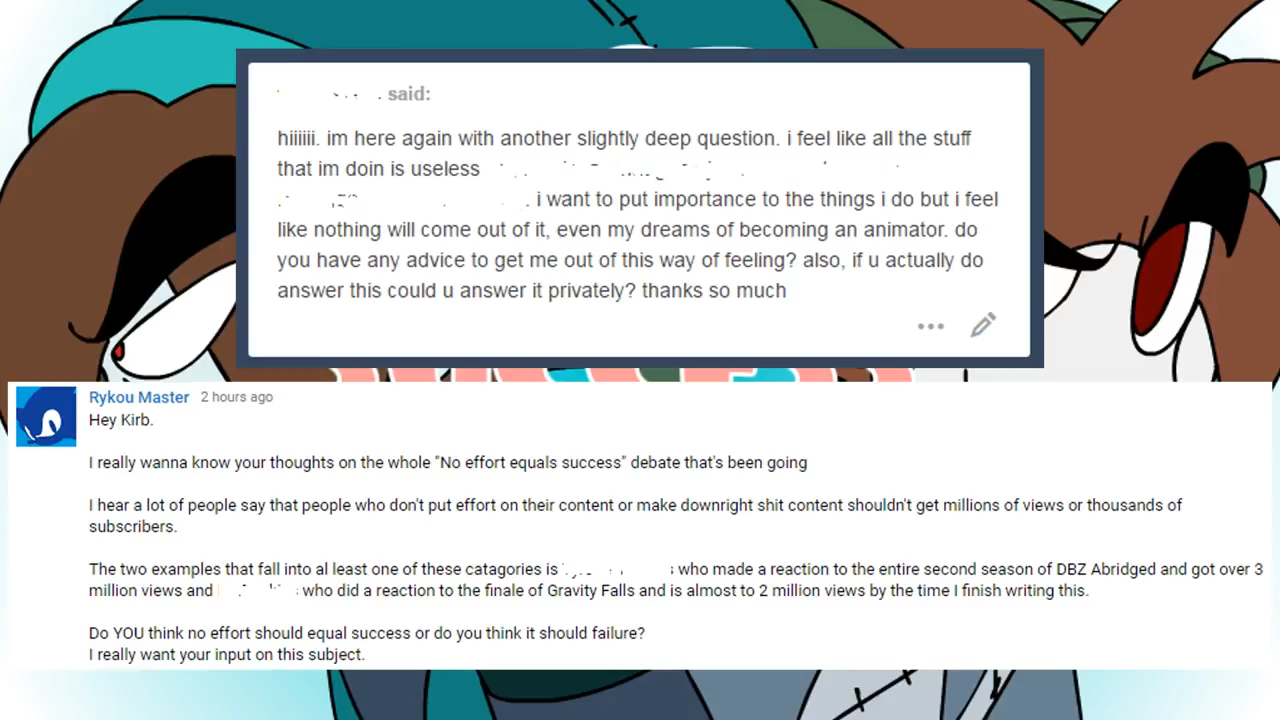 said:
hiiiiii. im here again with another slightly deep question. i feel like all the stuff
that im doin is useless
i want to put importance to the things i do but i feel
like nothing will come out of it, even my dreams of becoming an animator. do
you have any advice to get me out of this way of feeling? also, if u actually do
answer this could u answer it privately? thanks so much
Rykou Master 2 hours ago
Hey Kirb.
I really wanna know your thoughts on the whole "No effort equals success" debate that's been going
I hear a lot of people say that people who don't put effort on their content or make downright shit content shouldn't get millions of views or thousands of
subscribers.
The two examples that fall into al least one of these catagories is who made a reaction to the entire second season of DBZ Abridged and got over 3
million views and who did a reaction to the finale of Gravity Falls and is almost to 2 million views by the time I finish writing this.
Do YOU think no effort should equal success or do you think it should failure?
I really want your input on this subject.